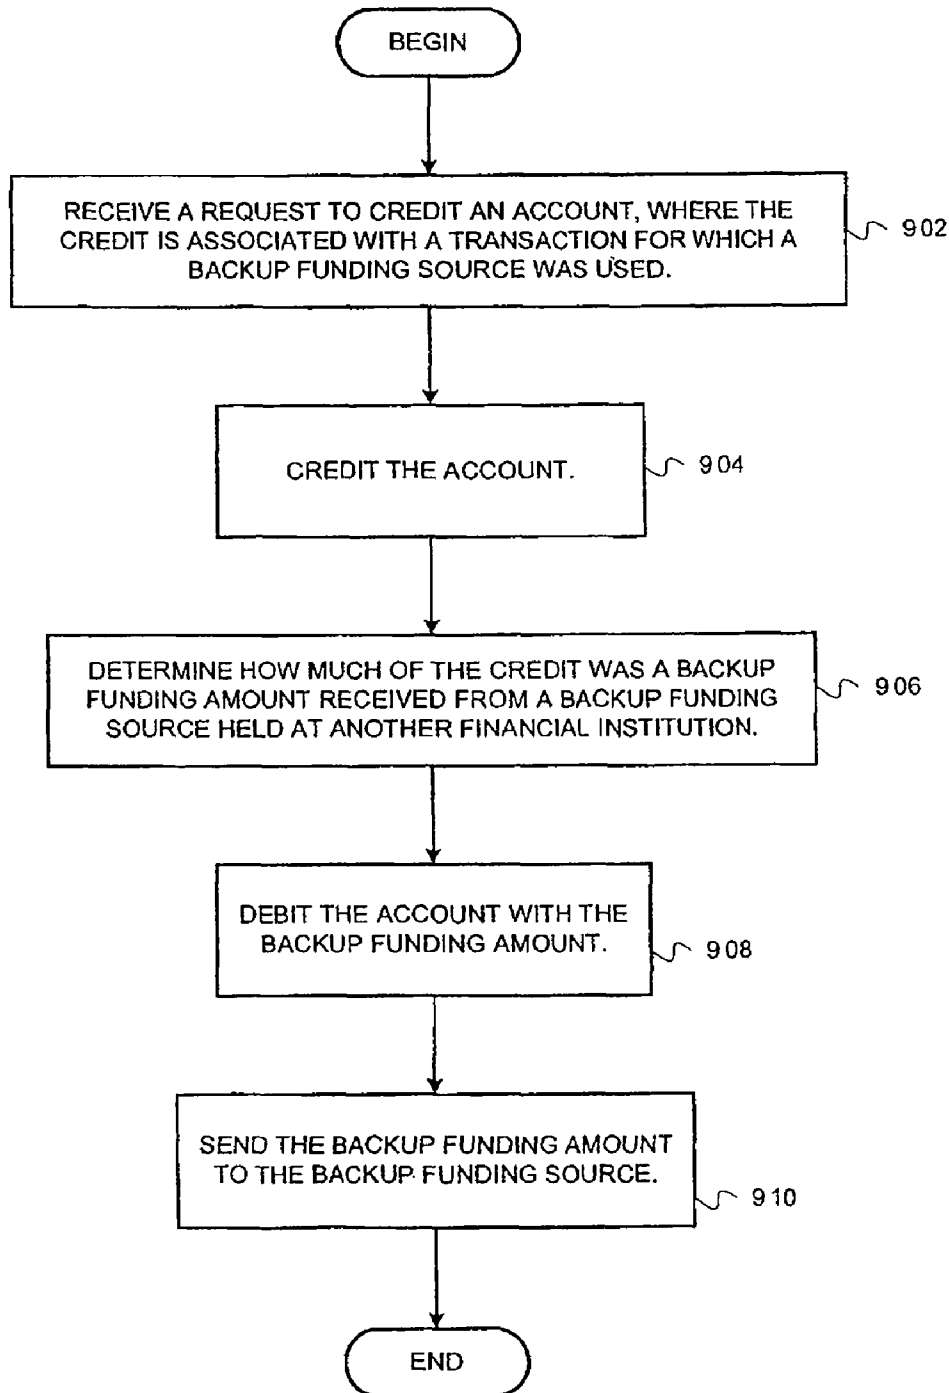 BEGIN
RECEIVE A REQUEST TO CREDIT AN ACCOUNT, WHERE THE
CREDIT IS ASSOCIATED WITH A TRANSACTION FOR WHICH A
BACKUP FUNDING SOURCE WAS USED.
902
CREDIT THE ACCOUNT.
904
DETERMINE HOW MUCH OF THE CREDIT WAS A BACKUP
FUNDING AMOUNT RECEIVED FROM A BACKUP FUNDING
SOURCE HELD AT ANOTHER FINANCIAL INSTITUTION.
906
DEBIT THE ACCOUNT WITH THE
BACKUP FUNDING AMOUNT.
908
SEND THE BACKUP FUNDING AMOUNT
TO THE BACKUP FUNDING SOURCE.
910
END